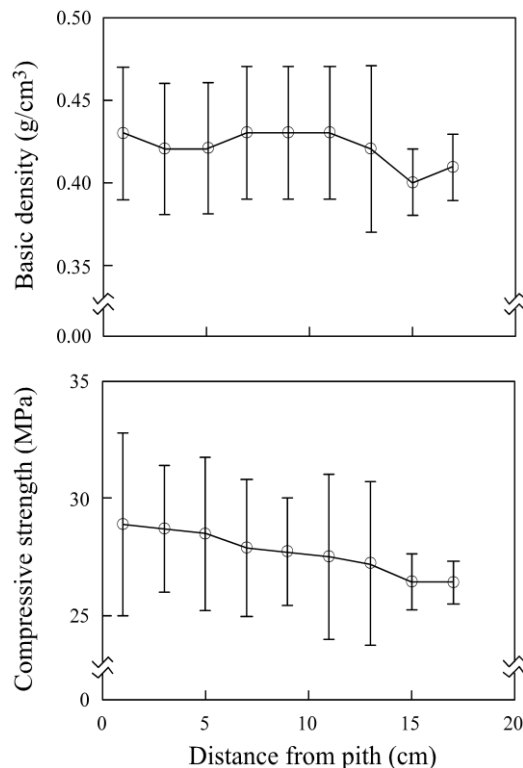 0.50
0.45
0.40
0.35
0.00
Basic density (g/cm³)
35
30
25
0
Compressive strength (MPa)
0 5 10 15 20
Distance from pith (cm)